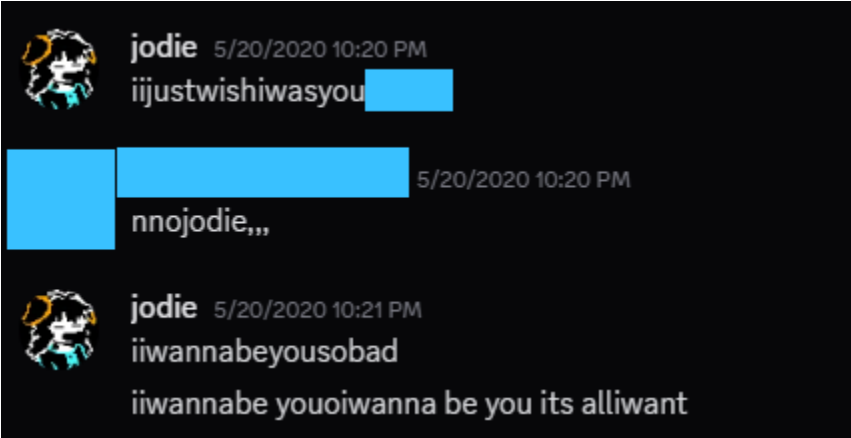 jodie 5/20/2020 10:20 PM
iijustwishiwasyou
5/20/2020 10:20 PM
nnojodie,,,
jodie 5/20/2020 10:21 PM
iiwannabeyousobad
iiwannabe youoiwanna be you its alliwant